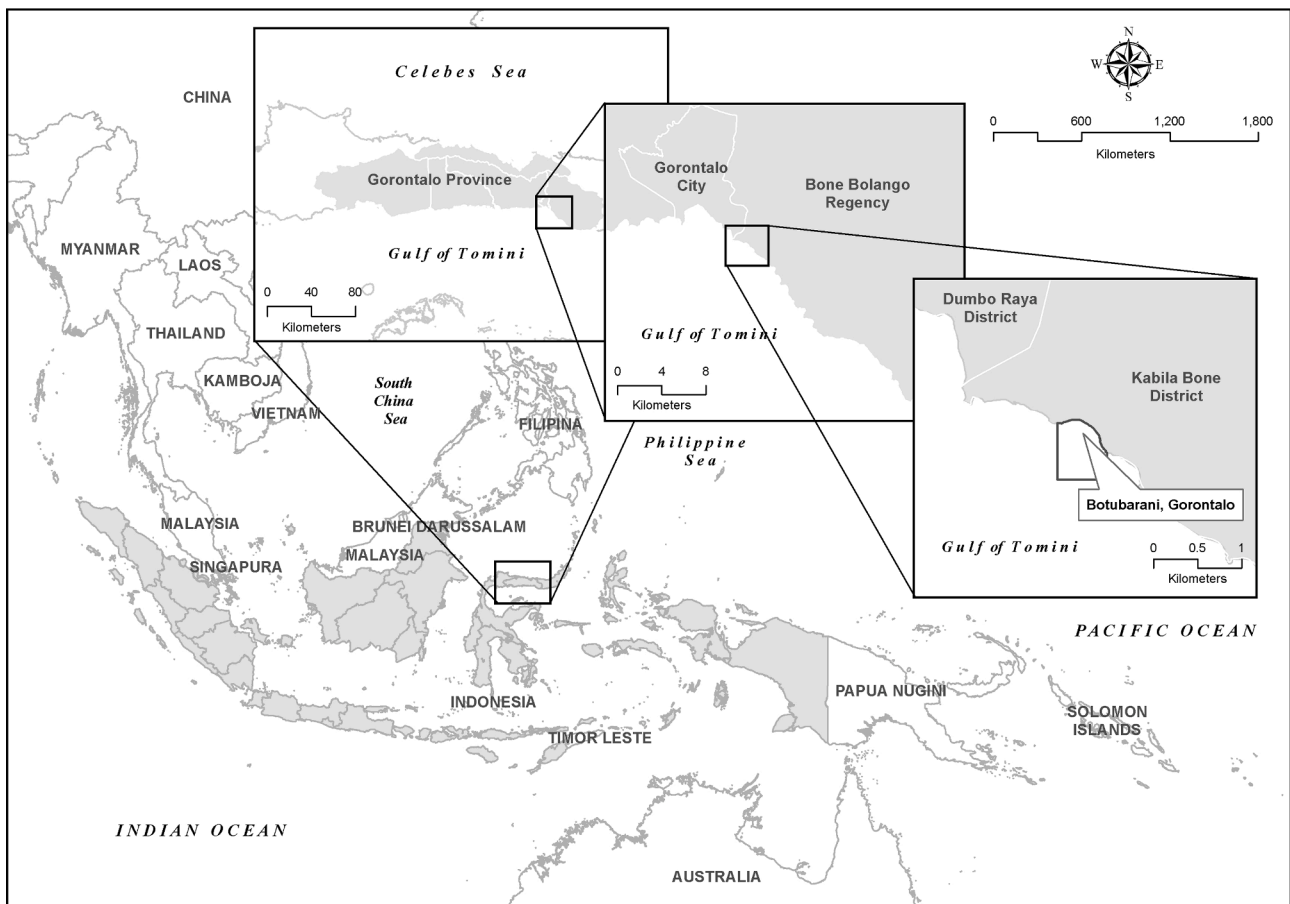 N
W
E
S
0
600
1,200
1,800
Kilometers
CHINA
Celebes Sea
Gorontalo Province
Gulf of Tomini
0
40
80
Kilometers
Gorontalo
City
Bone Bolango
Regency
Gulf of Tomini
0
4
8
Kilometers
Dumbo Raya
District
Kabila Bone
District
Botubarani, Gorontalo
Gulf of Tomini
0
0.5
1
Kilometers
MYANMAR
LAOS
THAILAND
KAMBOJA
VIETNAM
South
China
Sea
FILIPINA
Philippine
Sea
MALAYSIA
SINGAPURA
BRUNEI DARUSSALAM
MALAYSIA
PACIFIC OCEAN
INDONESIA
PAPUA NUGINI
SOLOMON
ISLANDS
TIMOR LESTE
INDIAN OCEAN
AUSTRALIA